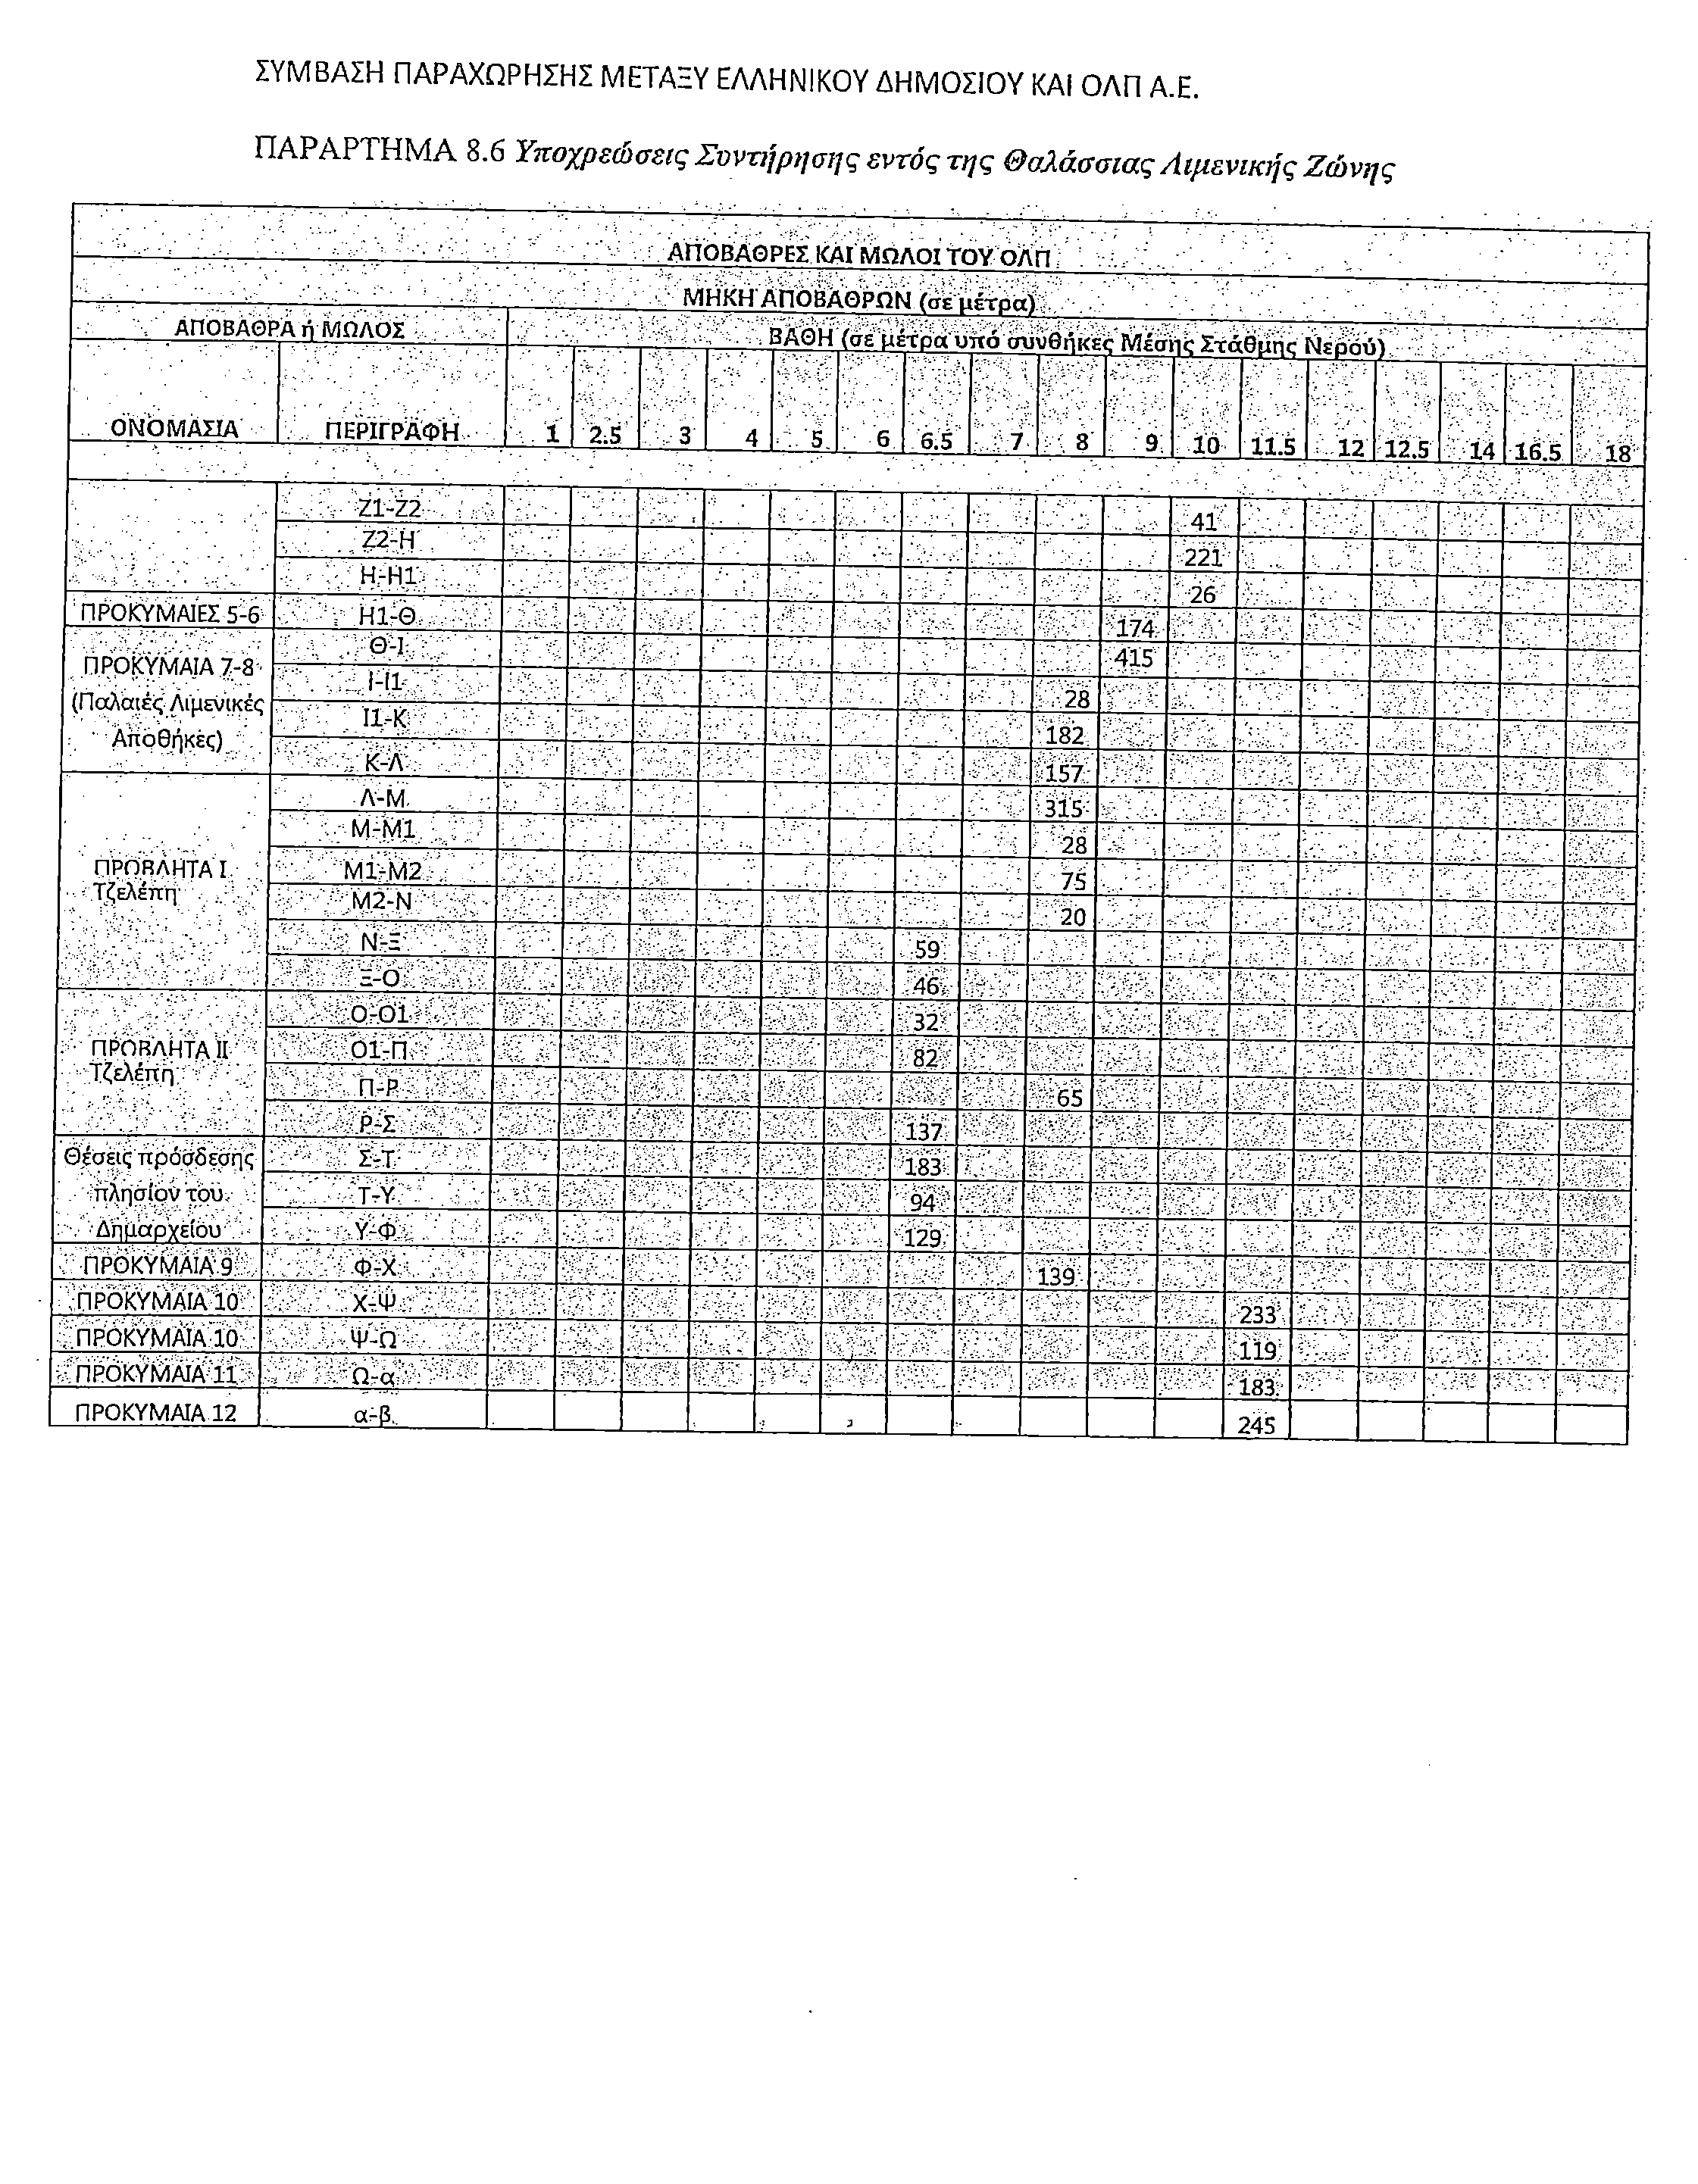 ΣΥΜΒΑΣΗ ΠΑΡΑΧΩΡΗΣΗΣ ΜΕΤΑΞΥ ΕΛΛΗΝΙΚΟΥ ΔΗΜΟΣΙΟΥ ΚΑΙ ΟΛΠ Α.Ε.
ΠΑΡΑΡΤΗΜΑ 8.6 Υποχρεώσεις Συντήρησης εντός της Θαλάσσιας Λιμενικής Ζώνης
ΑΠΟΒΑΘΡΕΣ ΚΑΙ ΜΩΛΟΙ ΤΟΥ ΟΛΠ
ΜΗΚΗ ΑΠΟΒΑΘΡΩΝ (σε μέτρα)
ΑΠΟΒΑΘΡΑ ή ΜΩΛΟΣ ΒΑΘΗ (σε μέτρα υπό συνθήκες Μέσης Στάθμης Νερού)
ΟΝΟΜΑΣΙΑ ΠΕΡΙΓΡΑΦΗ 1 2.5 3 4 5 6 6.5 7 8 9 10 11.5 12 12.5 14 16.5 18
Ζ1-Ζ2 41
Ζ2-Η 221
Η-Η1 26
ΠΡΟΚΥΜΑΙΕΣ 5-6 Η1-Θ 174
Θ-Ι 415
ΠΡΟΚΥΜΑΙΑ 7-8
Ι-Ι1 28
(Παλαιές Λιμενικές
Ι1-Κ 182
Αποθήκες)
Κ-Λ 157
Λ-Μ 315
Μ-Μ1 28
ΠΡΟΒΛΗΤΑ Ι Μ1-Μ2 75
Τζελέπη Μ2-Ν 20
Ν-Ξ 59
Ξ-Ο 46
Ο-Ο1 32
ΠΡΟΒΛΗΤΑ ΙΙ Ο1-Π 82
Τζελέπη Π-Ρ 65
Ρ-Σ 137
Θέσεις πρόσδεσης Σ-Τ 183
πλησίον του Τ-Υ 94
Δημαρχείου Υ-Φ 129
ΠΡΟΚΥΜΑΙΑ 9 Φ-Χ 139
ΠΡΟΚΥΜΑΙΑ 10 Χ-Ψ 233
ΠΡΟΚΥΜΑΙΑ 10 Ψ-Ω 119
ΠΡΟΚΥΜΑΙΑ 11 Ω-α 183
ΠΡΟΚΥΜΑΙΑ 12 α-β 245